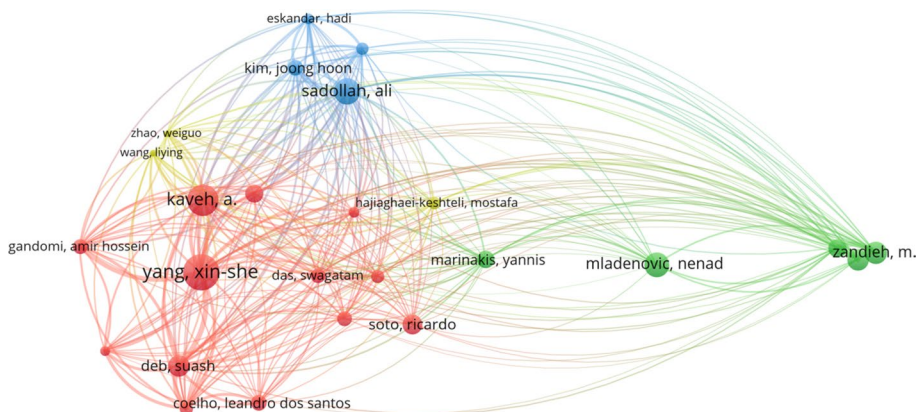 eskandar, hadi
kim, joong hoon
sadollah, ali
zhao, weiguo
wang, liying
kaveh, a.
hajiaghaei-keshteli, mostafa
gandomi, amir hossein
marinakis, yannis
mladenovic, nenad
zandieh, m.
yang, xin-she
das, swagatam
soto, ricardo
deb, suash
coelho, leandro dos santos